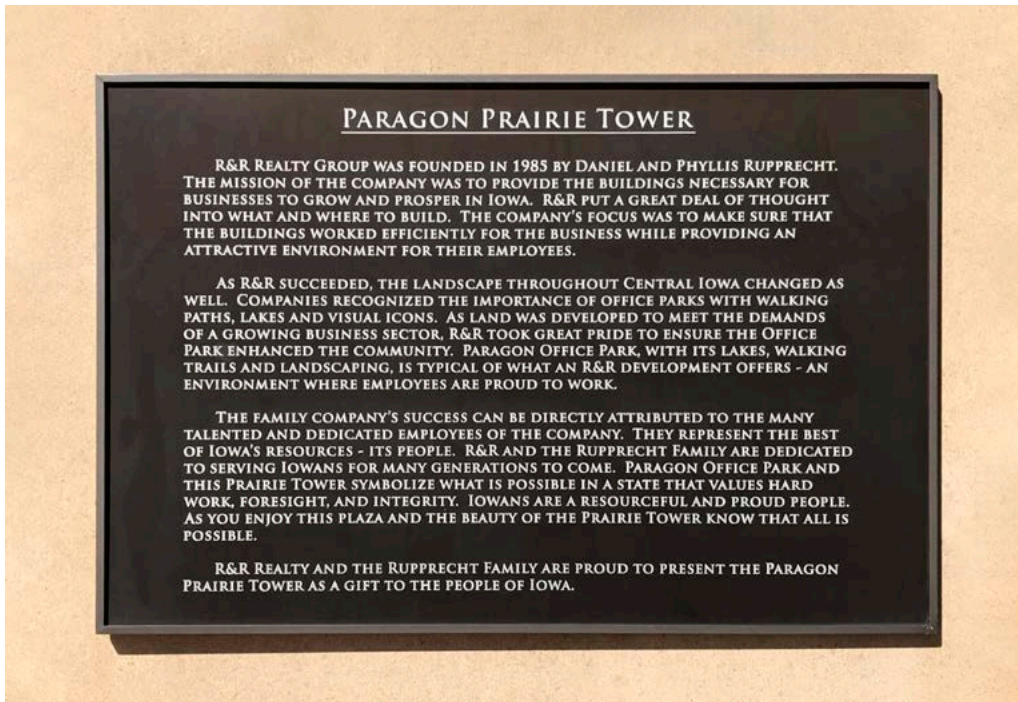 PARAGON PRAIRIE TOWER
R&R REALTY GROUP WAS FOUNDED IN 1985 BY DANIEL AND PHYLLIS RUPPRECHT.
THE MISSION OF THE COMPANY WAS TO PROVIDE THE BUILDINGS NECESSARY FOR
BUSINESSES TO GROW AND PROSPER IN IOWA. R&R PUT A GREAT DEAL OF THOUGHT
INTO WHAT AND WHERE TO BUILD. THE COMPANY'S FOCUS WAS TO MAKE SURE THAT
THE BUILDINGS WORKED EFFICIENTLY FOR THE BUSINESS WHILE PROVIDING AN
ATTRACTIVE ENVIRONMENT FOR THEIR EMPLOYEES.
AS R&R SUCCEEDED, THE LANDSCAPE THROUGHOUT CENTRAL IOWA CHANGED AS
WELL. COMPANIES RECOGNIZED THE IMPORTANCE OF OFFICE PARKS WITH WALKING
PATHS, LAKES AND VISUAL ICONS. AS LAND WAS DEVELOPED TO MEET THE DEMANDS
OF A GROWING BUSINESS SECTOR, R&R TOOK GREAT PRIDE TO ENSURE THE OFFICE
PARK ENHANCED THE COMMUNITY. PARAGON OFFICE PARK, WITH ITS LAKES, WALKING
TRAILS AND LANDSCAPING, IS TYPICAL OF WHAT AN R&R DEVELOPMENT OFFERS - AN
ENVIRONMENT WHERE EMPLOYEES ARE PROUD TO WORK.
THE FAMILY COMPANY'S SUCCESS CAN BE DIRECTLY ATTRIBUTED TO THE MANY
TALENTED AND DEDICATED EMPLOYEES OF THE COMPANY. THEY REPRESENT THE BEST
OF IOWA'S RESOURCES - ITS PEOPLE. R&R AND THE RUPPRECHT FAMILY ARE DEDICATED
TO SERVING IOWANS FOR MANY GENERATIONS TO COME. PARAGON OFFICE PARK AND
THIS PRAIRIE TOWER SYMBOLIZE WHAT IS POSSIBLE IN A STATE THAT VALUES HARD
WORK, FORESIGHT, AND INTEGRITY. IOWANS ARE A RESOURCEFUL AND PROUD PEOPLE.
AS YOU ENJOY THIS PLAZA AND THE BEAUTY OF THE PRAIRIE TOWER KNOW THAT ALL IS
POSSIBLE.
R&R REALTY AND THE RUPPRECHT FAMILY ARE PROUD TO PRESENT THE PARAGON
PRAIRIE TOWER AS A GIFT TO THE PEOPLE OF IOWA.